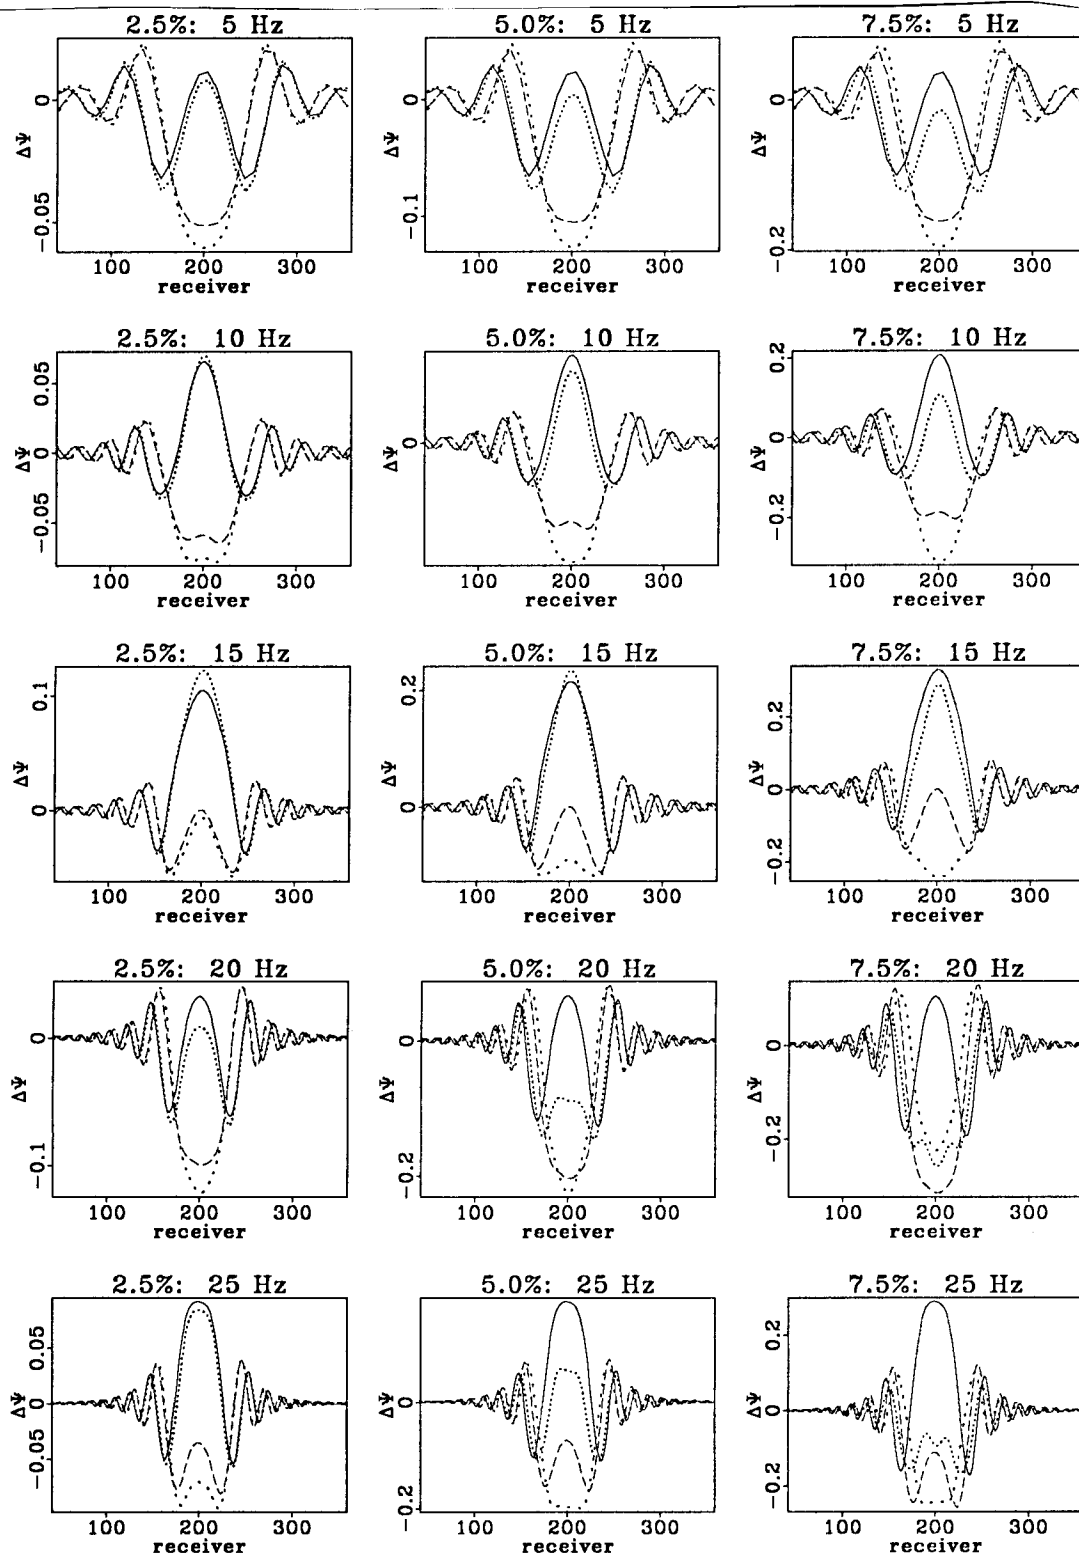 2.5%: 5 Hz
5.0%: 5 Hz
7.5%: 5 Hz
ΔΨ
0
−0.05
100 200 300
receiver
ΔΨ
0
−0.1
100 200 300
receiver
ΔΨ
0
−0.2
100 200 300
receiver
2.5%: 10 Hz
5.0%: 10 Hz
7.5%: 10 Hz
ΔΨ
0.05
0
−0.05
100 200 300
receiver
ΔΨ
0
100 200 300
receiver
ΔΨ
0.2
0
−0.2
100 200 300
receiver
2.5%: 15 Hz
5.0%: 15 Hz
7.5%: 15 Hz
ΔΨ
0.1
0
100 200 300
receiver
ΔΨ
0.2
0
100 200 300
receiver
ΔΨ
0.2
0
−0.2
100 200 300
receiver
2.5%: 20 Hz
5.0%: 20 Hz
7.5%: 20 Hz
ΔΨ
0
−0.1
100 200 300
receiver
ΔΨ
0
−0.2
100 200 300
receiver
ΔΨ
0
−0.2
100 200 300
receiver
2.5%: 25 Hz
5.0%: 25 Hz
7.5%: 25 Hz
ΔΨ
0.05
0
−0.05
100 200 300
receiver
ΔΨ
0
−0.2
100 200 300
receiver
ΔΨ
0.2
0
−0.2
100 200 300
receiver